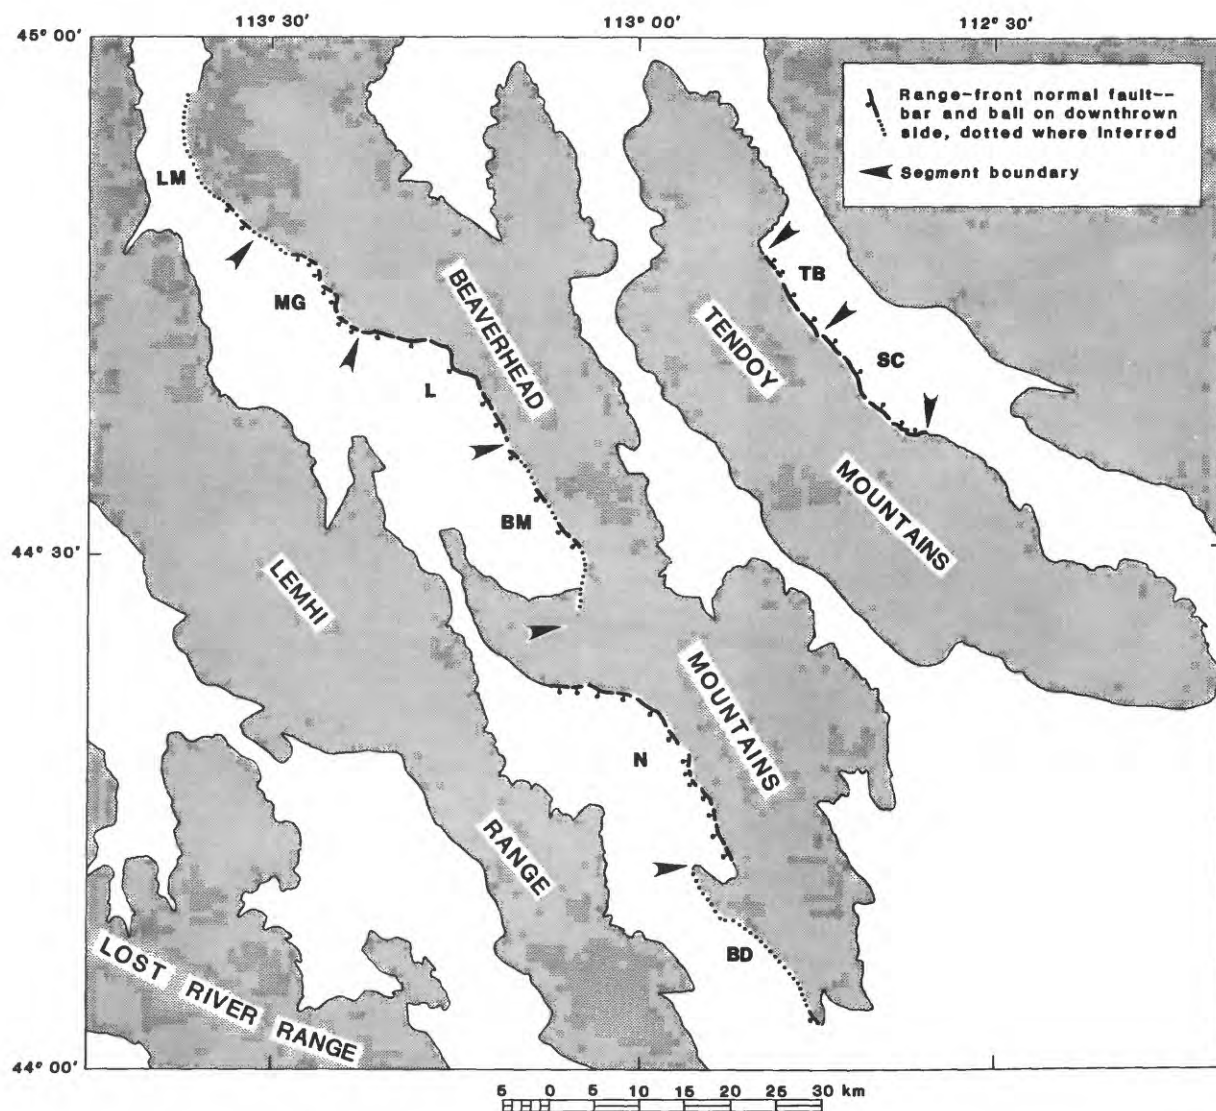 113° 30'
113° 00'
112° 30'
45° 00'
Range-front normal fault--
bar and ball on downthrown
side, dotted where inferred
Segment boundary
LM
TB
MG
BEAVERHEAD
TENDOY
SC
L
MOUNTAINS
BM
44° 30'
LEMHI
MOUNTAINS
N
RANGE
BD
LOST RIVER RANGE
44° 00'
5 0 5 10 15 20 25 30 km